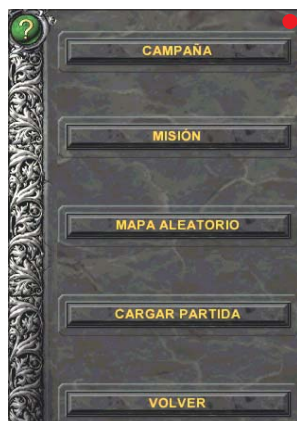 ?
CAMPAÑA
MISIÓN
MAPA ALEATORIO
CARGAR PARTIDA
VOLVER